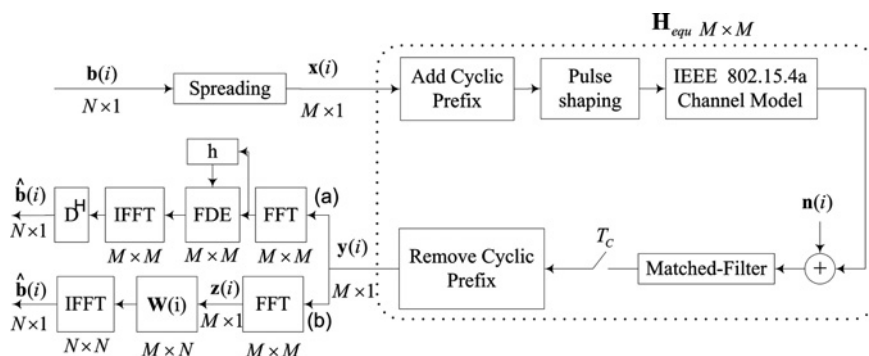 H_equ M×M
b(i)
N×1
Spreading
x(i)
M×1
Add Cyclic
Prefix
Pulse
shaping
IEEE 802.15.4a
Channel Model
n(i)
+
Matched-Filter
T_C
Remove Cyclic
Prefix
y(i)
M×1
h
(a)
FFT
M×M
FDE
M×M
IFFT
M×M
D^H
b̂(i)
N×1
(b)
FFT
M×M
z(i)
M×1
W(i)
M×N
IFFT
N×N
b̂(i)
N×1